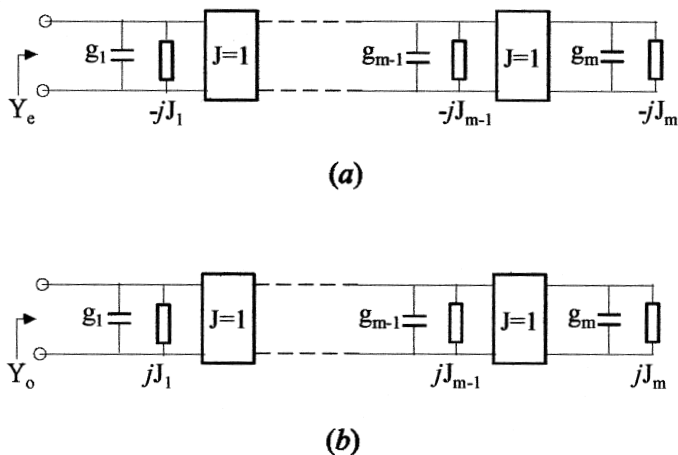 g₁ J=1 gₘ₋₁ J=1 gₘ
Yₑ -jJ₁ -jJₘ₋₁ -jJₘ
(a)
g₁ J=1 gₘ₋₁ J=1 gₘ
Yₒ jJ₁ jJₘ₋₁ jJₘ
(b)